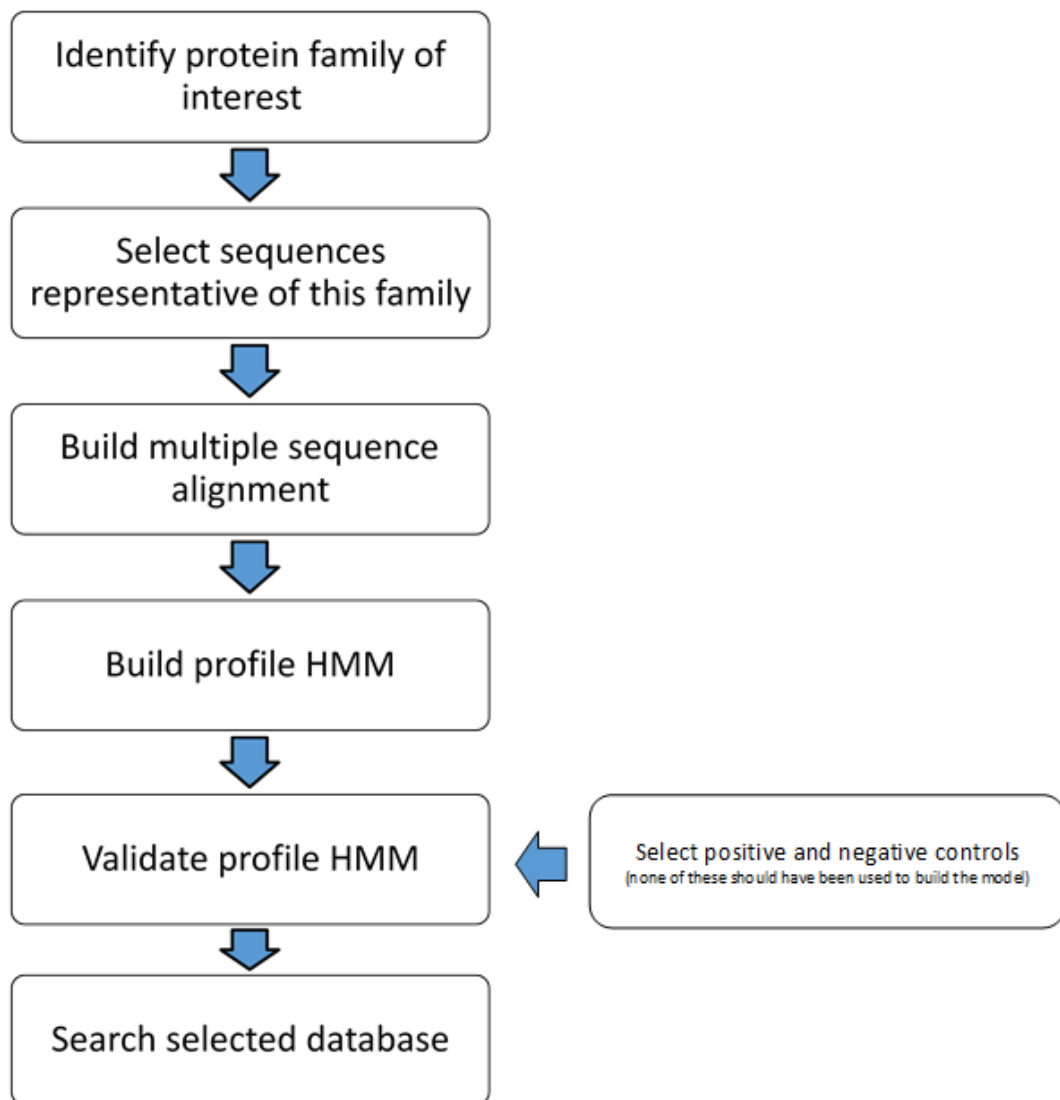 Identify protein family of
interest
Select sequences
representative of this family
Build multiple sequence
alignment
Build profile HMM
Validate profile HMM
Select positive and negative controls
(none of these should have been used to build the model)
Search selected database